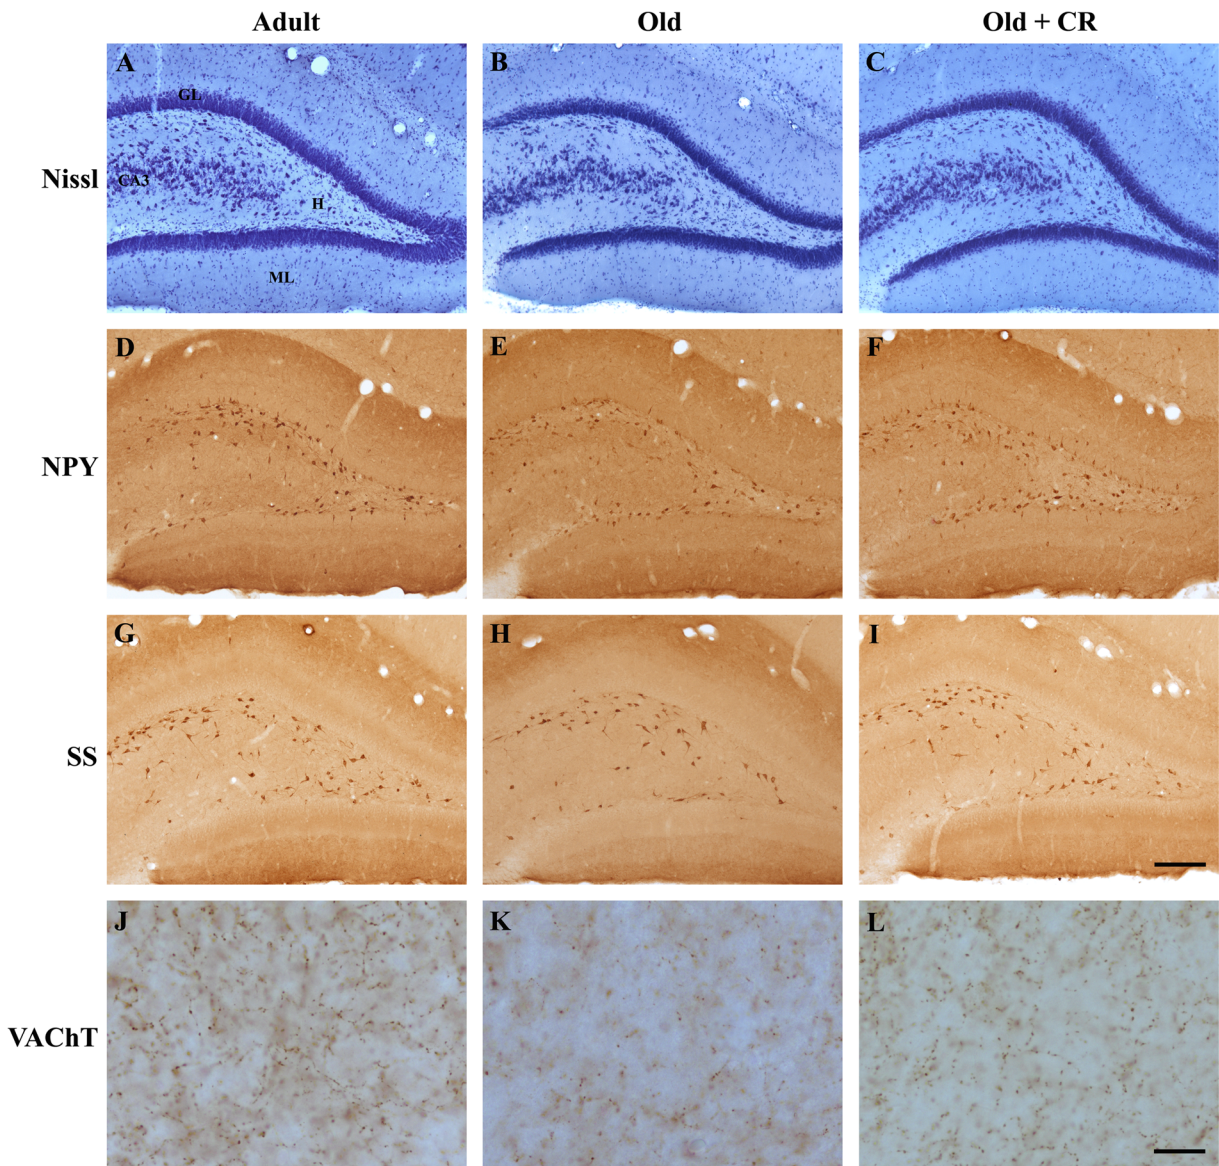 Adult Old Old + CR
Nissl A GL CA3 H ML B C
NPY D E F
SS G H I
VAChT J K L